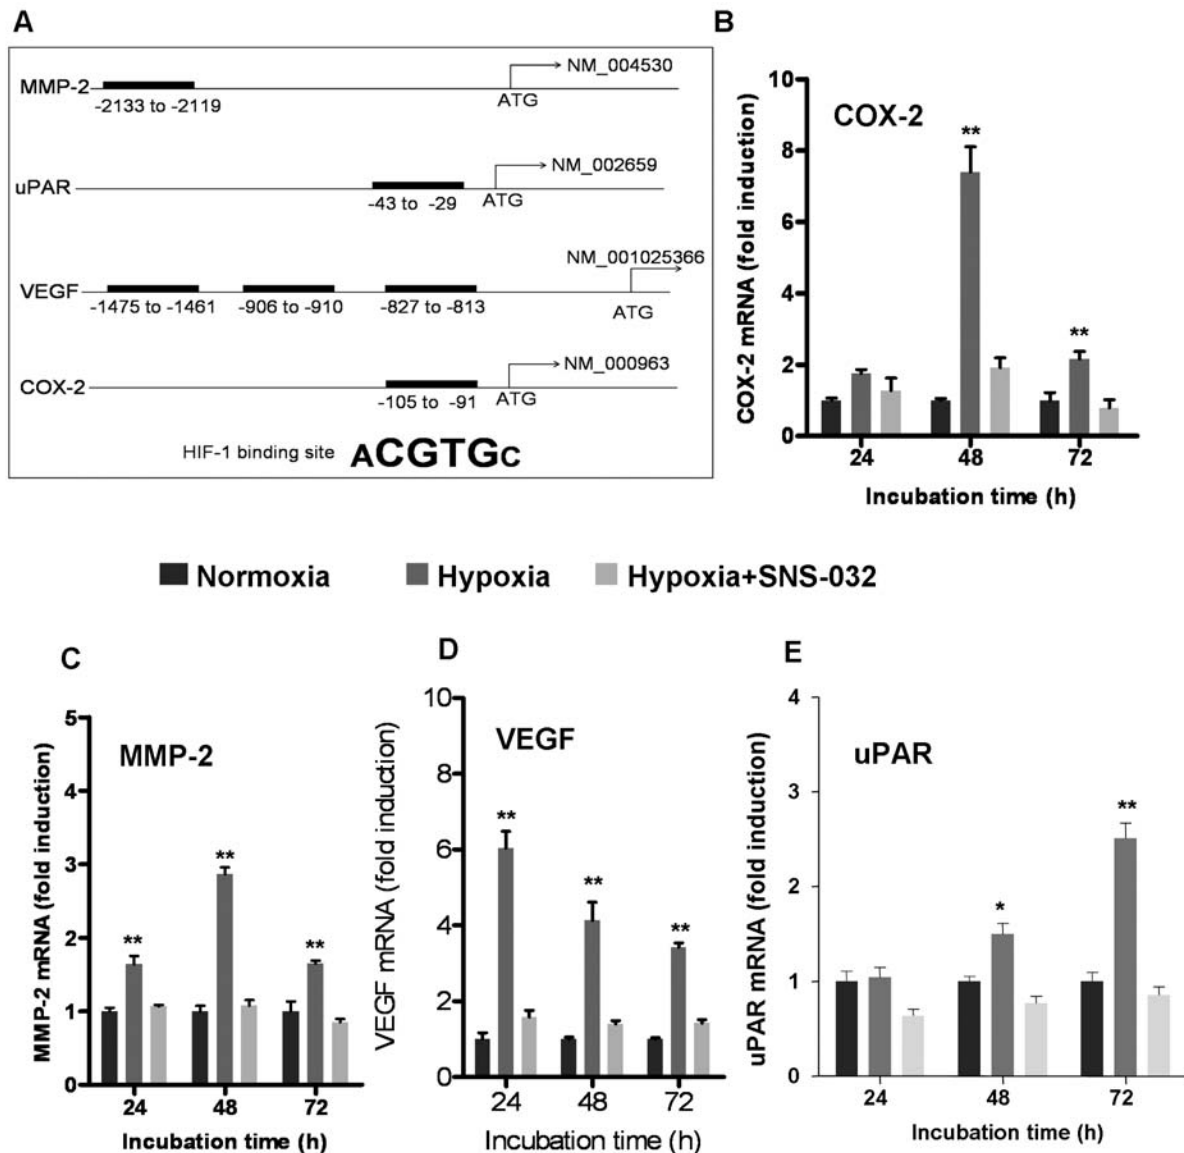 A
MMP-2
NM_004530
-2133 to -2119
ATG
uPAR
NM_002659
-43 to -29
ATG
VEGF
NM_001025366
-1475 to -1461
-906 to -910
-827 to -813
ATG
COX-2
NM_000963
-105 to -91
ATG
HIF-1 binding site ACGTGC
B
COX-2
COX-2 mRNA (fold induction)
10
8
6
4
2
0
**
**
24 48 72
Incubation time (h)
Normoxia Hypoxia Hypoxia+SNS-032
C
MMP-2
MMP-2 mRNA (fold induction)
5
4
3
2
1
0
**
**
**
24 48 72
Incubation time (h)
D
VEGF
VEGF mRNA (fold induction)
10
8
6
4
2
0
**
**
**
24 48 72
Incubation time (h)
E
uPAR
uPAR mRNA (fold induction)
4
3
2
1
0
*
**
24 48 72
Incubation time (h)